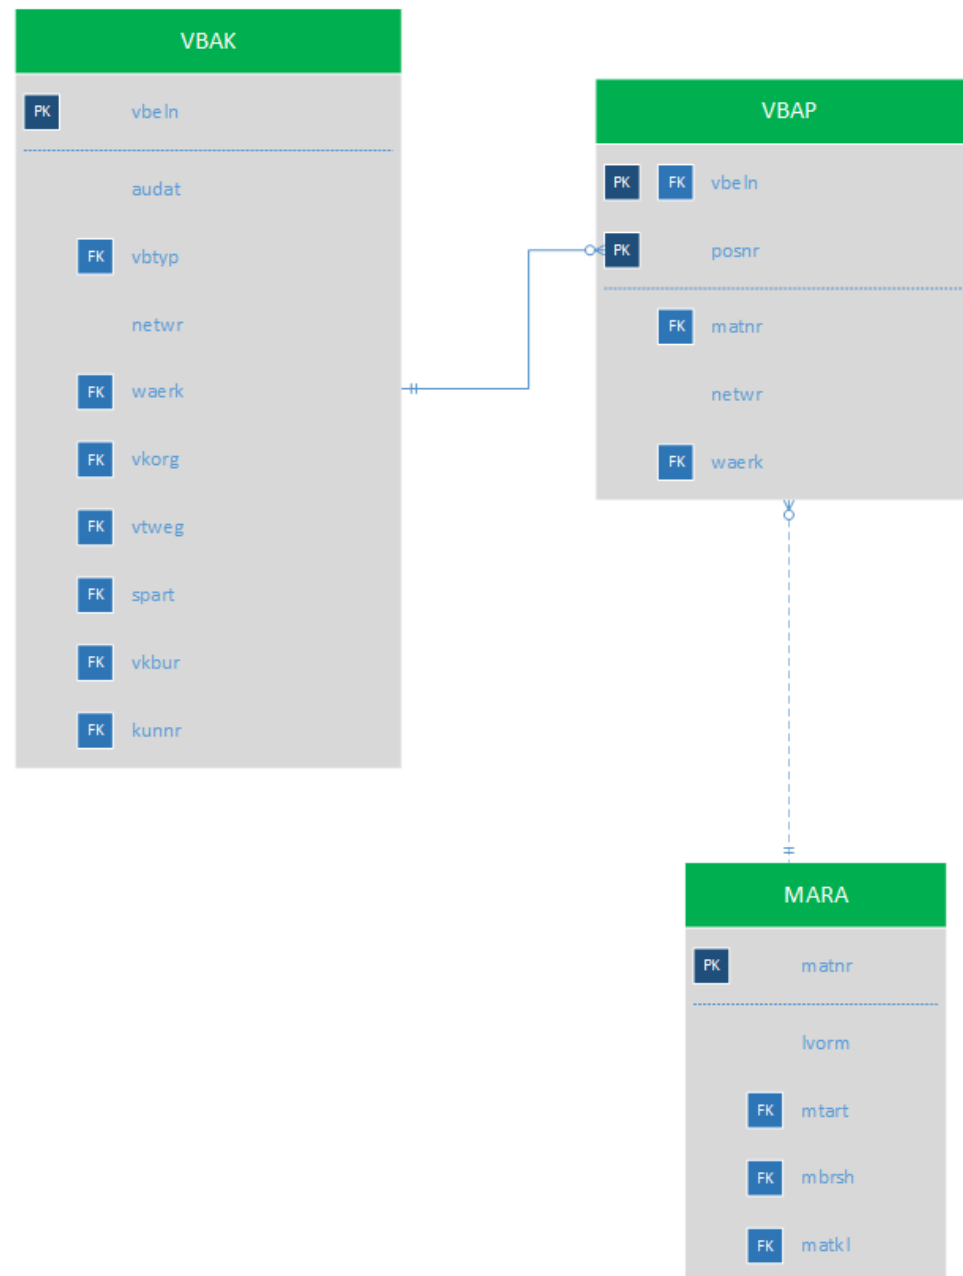 VBAK
PK vbeln
audat
FK vbtyp
netwr
FK waerk
FK vkorg
FK vtweg
FK spart
FK vkbur
FK kunnr
VBAP
PK FK vbeln
PK posnr
FK matnr
netwr
FK waerk
MARA
PK matnr
lvorm
FK mtart
FK mbrsh
FK matkl